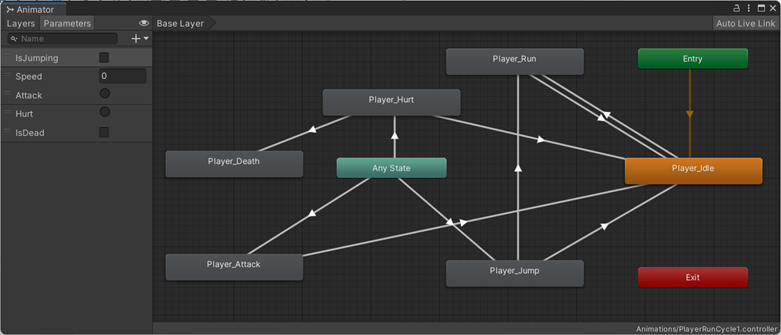 Animator
Layers Parameters
Base Layer
Auto Live Link
Name
IsJumping
Speed 0
Attack
Hurt
IsDead
Player_Run
Entry
Player_Hurt
Player_Death
Any State
Player_Idle
Player_Attack
Player_Jump
Exit
Animations/PlayerRunCycle1.controller